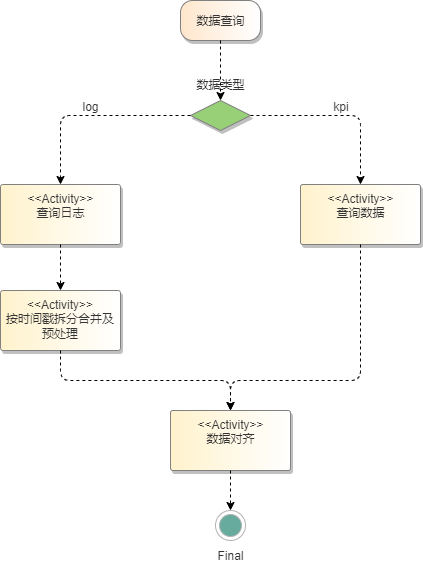 数据查询
数据类型
log
kpi
<<Activity>>
查询日志
<<Activity>>
查询数据
<<Activity>>
按时间戳拆分合并及
预处理
<<Activity>>
数据对齐
Final